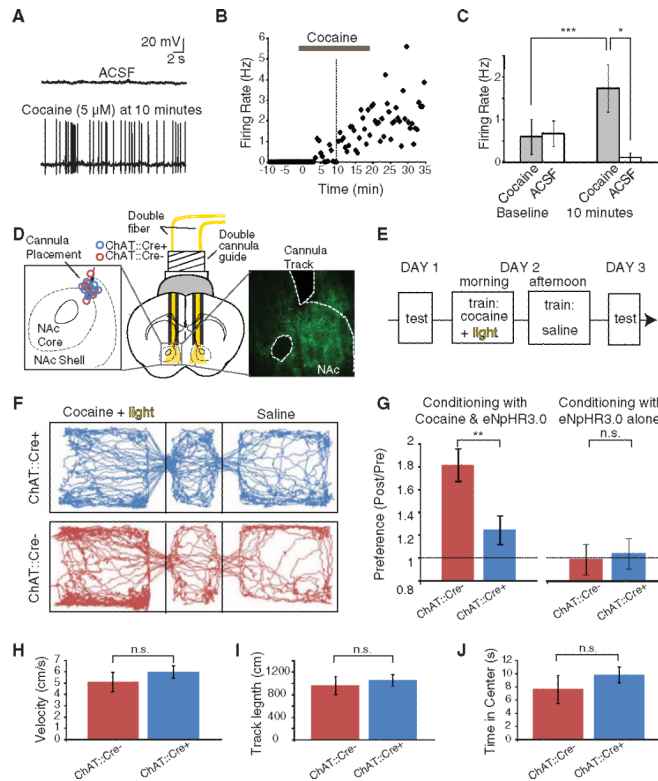 A
20 mV
2 s
ACSF
Cocaine (5 μM) at 10 minutes
B
Cocaine
Firing Rate (Hz)
6
5
4
3
2
1
0
-10 -5 0 5 10 15 20 25 30 35
Time (min)
C
***
*
Firing Rate (Hz)
3
2
1
0
Cocaine
ACSF
Cocaine
ACSF
Baseline
10 minutes
D
Double
fiber
ChAT::Cre+
ChAT::Cre-
Double
cannula
guide
Cannula
Placement
NAc
Core
NAc Shell
Cannula
Track
NAc
E
DAY 1
DAY 2
DAY 3
morning
afternoon
test
train:
cocaine
+ light
train:
saline
test
F
Cocaine + light
Saline
ChAT::Cre+
ChAT::Cre-
G
Conditioning with
Cocaine & eNpHR3.0
Conditioning with
eNpHR3.0 alone
**
n.s.
Preference (Post/Pre)
2
1.8
1.6
1.4
1.2
1
0.8
ChAT::Cre-
ChAT::Cre+
ChAT::Cre-
ChAT::Cre+
H
n.s.
Velocity (cm/s)
7
6
5
4
3
2
1
0
ChAT::Cre-
ChAT::Cre+
I
n.s.
Track legnth (cm)
1200
800
400
0
ChAT::Cre-
ChAT::Cre+
J
n.s.
Time in Center (s)
12
10
8
6
4
2
0
ChAT::Cre-
ChAT::Cre+